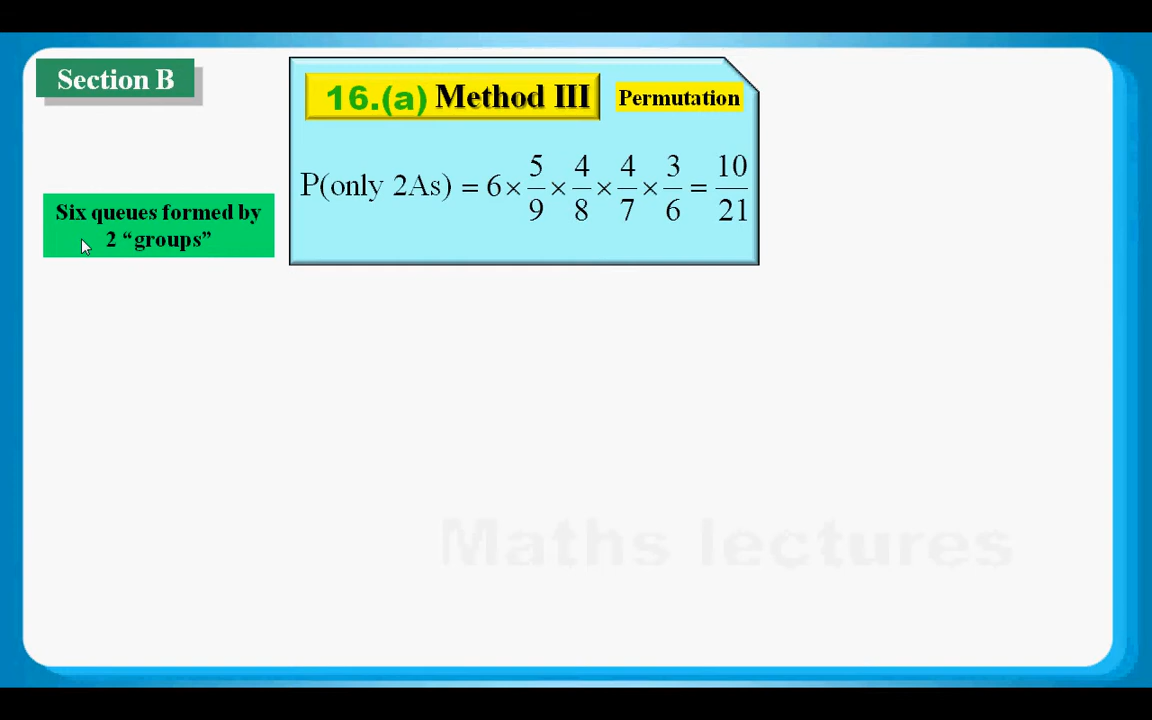 Section B
16.(a) Method III Permutation
P(only 2As) = 6 × 5/9 × 4/8 × 4/7 × 3/6 = 10/21
Six queues formed by
2 “groups”
Maths lectures